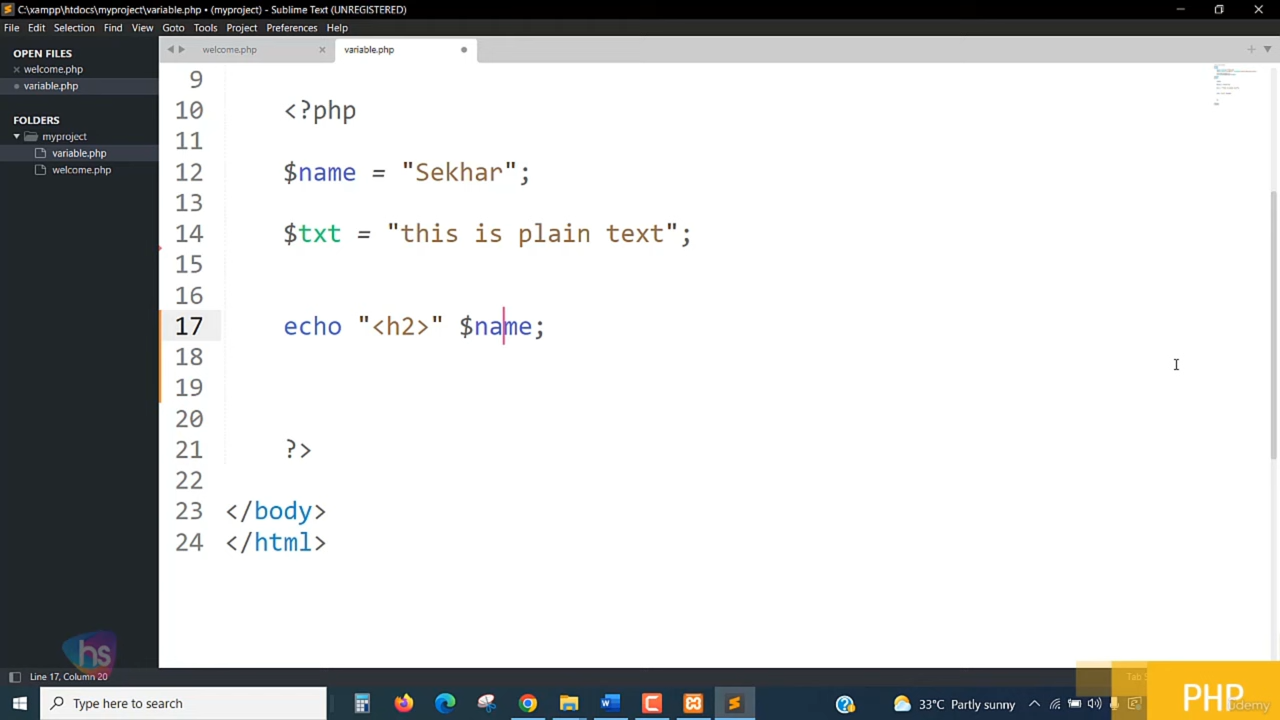 C:\xampp\htdocs\myproject\variable.php • (myproject) - Sublime Text (UNREGISTERED)
File Edit Selection Find View Goto Tools Project Preferences Help
OPEN FILES
welcome.php
variable.php
FOLDERS
myproject
variable.php
welcome.php
welcome.php variable.php
9
10 <?php
11
12 $name = "Sekhar";
13
14 $txt = "this is plain text";
15
16
17 echo "<h2>" $name;
18
19
20
21 ?>
22
23 </body>
24 </html>
hs
Line 17, Column 20
Type here to search
33°C Partly sunny
PHP